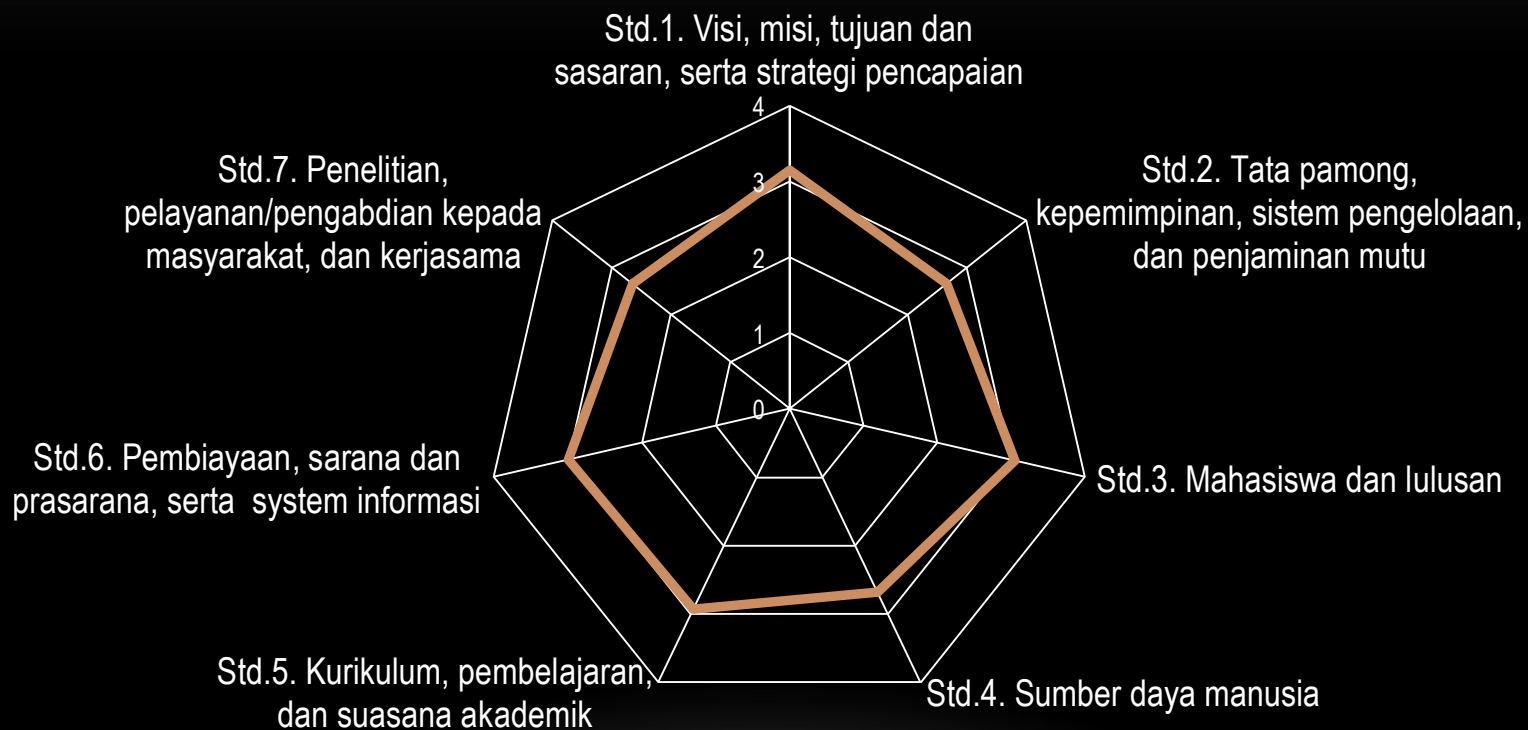 Std.1. Visi, misi, tujuan dan
sasaran, serta strategi pencapaian
4
3
2
1
0
Std.2. Tata pamong,
kepemimpinan, sistem pengelolaan,
dan penjaminan mutu
Std.3. Mahasiswa dan lulusan
Std.4. Sumber daya manusia
Std.5. Kurikulum, pembelajaran,
dan suasana akademik
Std.6. Pembiayaan, sarana dan
prasarana, serta  system informasi
Std.7. Penelitian,
pelayanan/pengabdian kepada
masyarakat, dan kerjasama